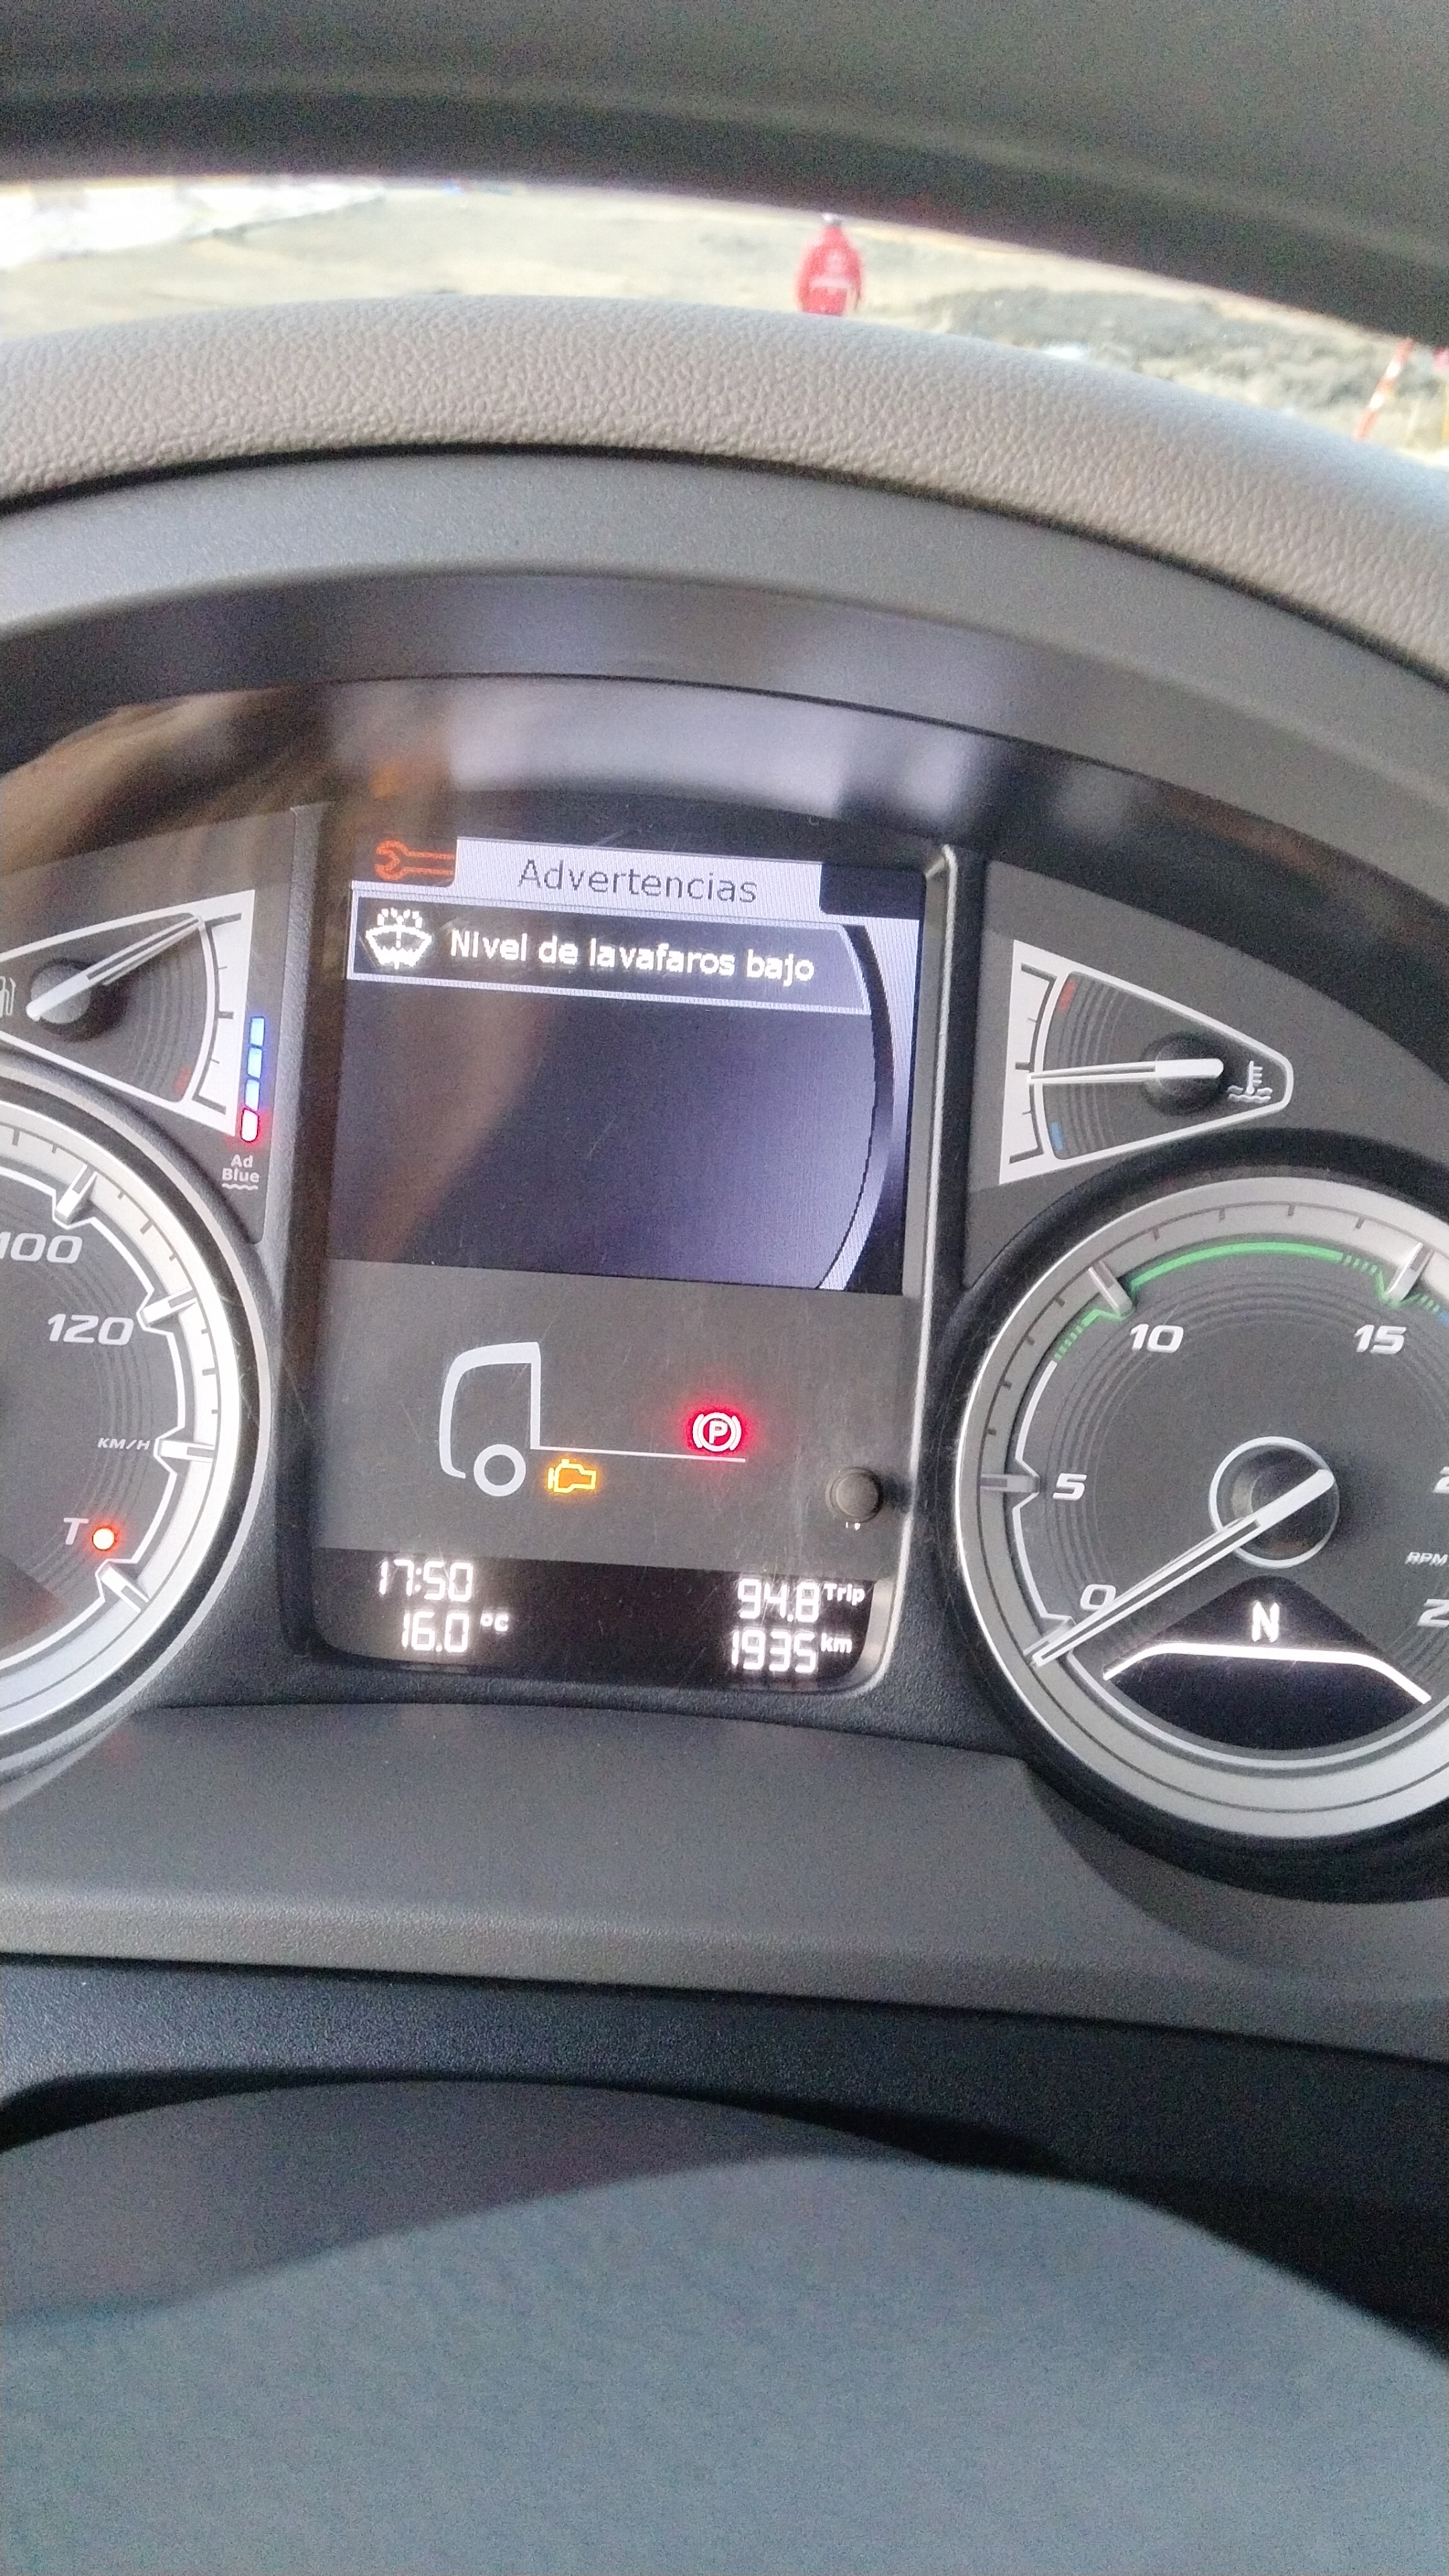 Advertencias
Nivel de lavafaros bajo
Ad
Blue
100
120
KM/H
T
P
10
15
5
0
RPM
N
17:50
94.8 Trip
16.0 °C
1935 km